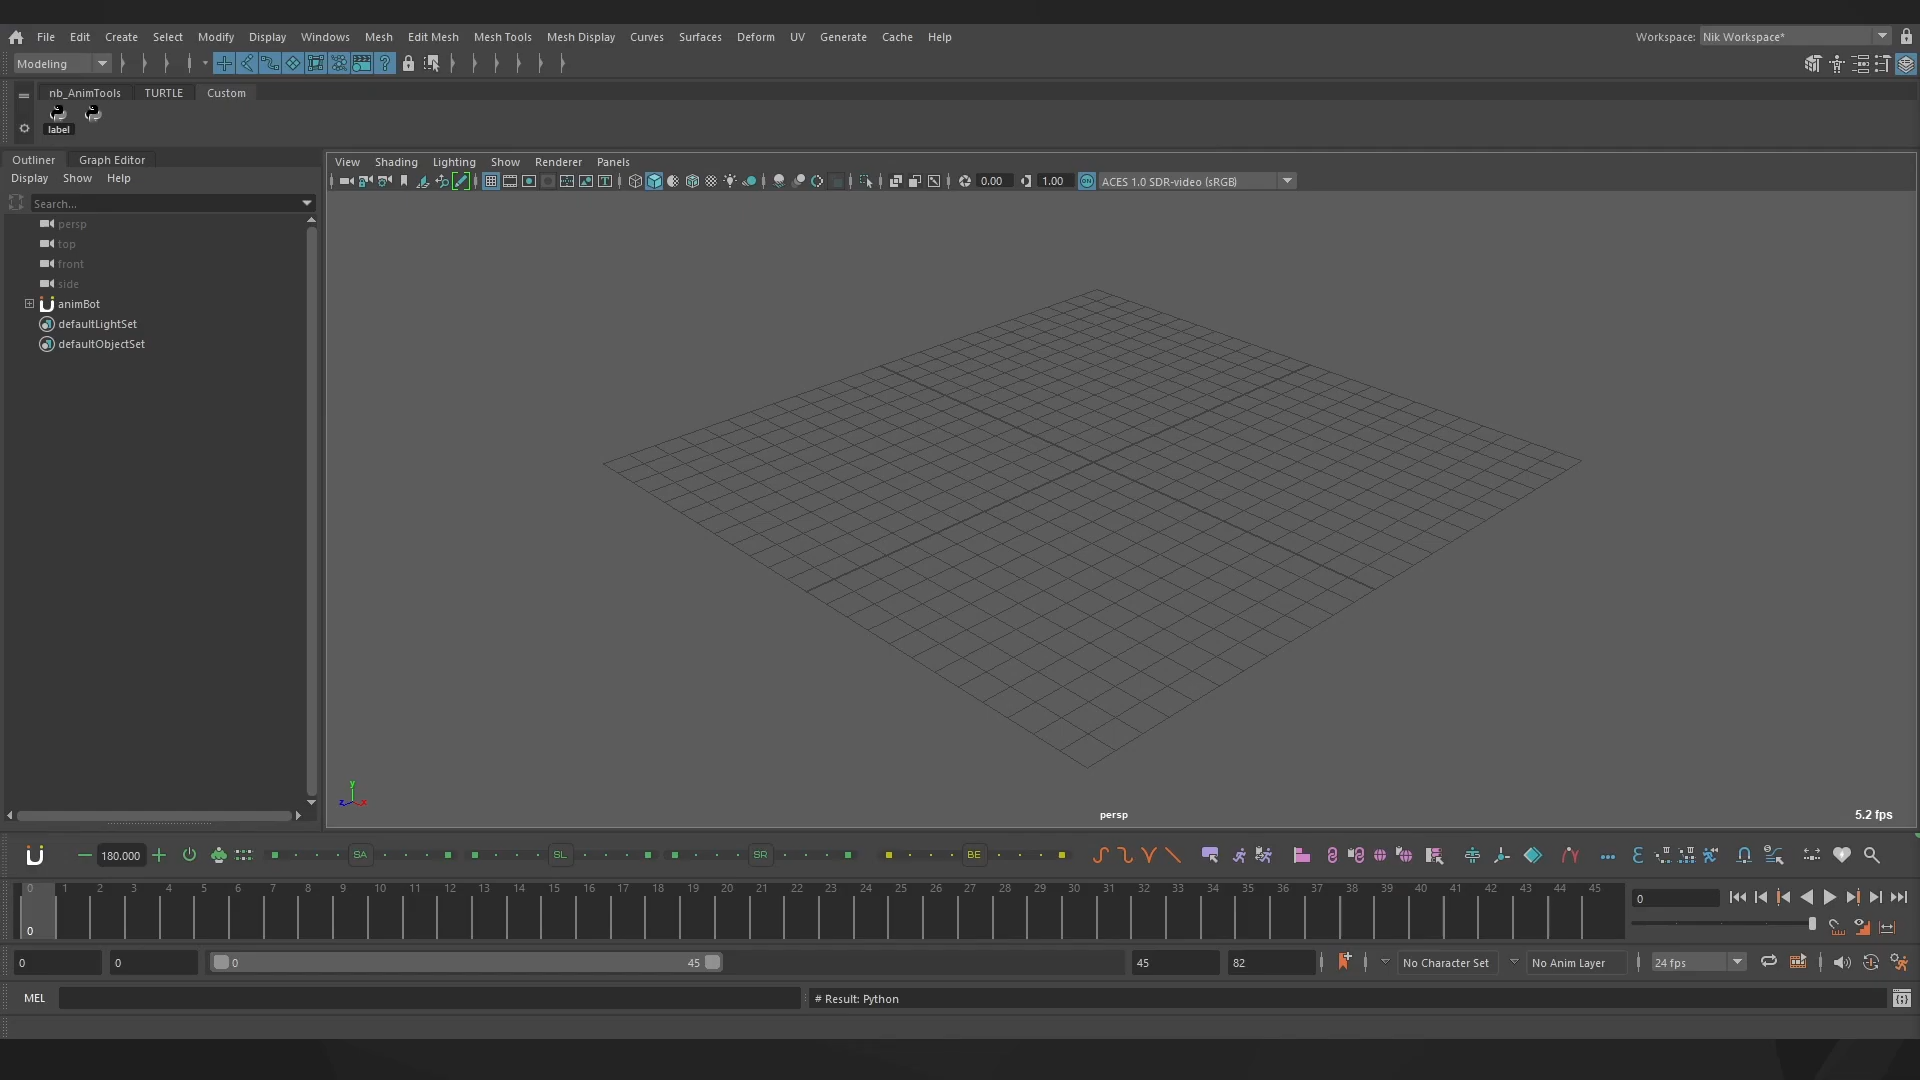 File Edit Create Select Modify Display Windows Mesh Edit Mesh Mesh Tools Mesh Display Curves Surfaces Deform UV Generate Cache Help Workspace: Nik Workspace*
Modeling
nb_AnimTools TURTLE Custom
label
Outliner Graph Editor
Display Show Help
Search...
persp
top
front
side
animBot
defaultLightSet
defaultObjectSet
View Shading Lighting Show Renderer Panels
0.00 1.00 ON ACES 1.0 SDR-video (sRGB)
y
z x
persp
5.2 fps
180.000 SA SL SR BE
0 1 2 3 4 5 6 7 8 9 10 11 12 13 14 15 16 17 18 19 20 21 22 23 24 25 26 27 28 29 30 31 32 33 34 35 36 37 38 39 40 41 42 43 44 45
0
0
0 0 0 45 45 82 No Character Set No Anim Layer 24 fps
MEL # Result: Python